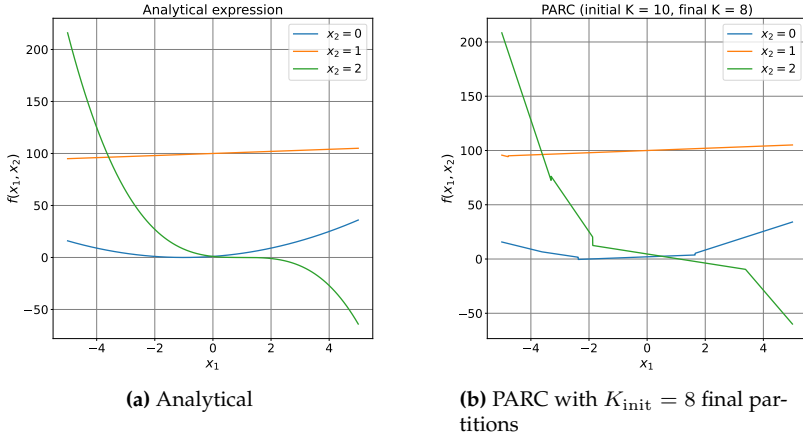 Analytical expression
200
150
100
50
0
−50
f(x₁, x₂)
−4 −2 0 2 4
x₁
x₂ = 0
x₂ = 1
x₂ = 2
(a) Analytical
PARC (initial K = 10, final K = 8)
200
150
100
50
0
−50
f(x₁, x₂)
−4 −2 0 2 4
x₁
x₂ = 0
x₂ = 1
x₂ = 2
(b) PARC with K_init = 8 final par-
titions